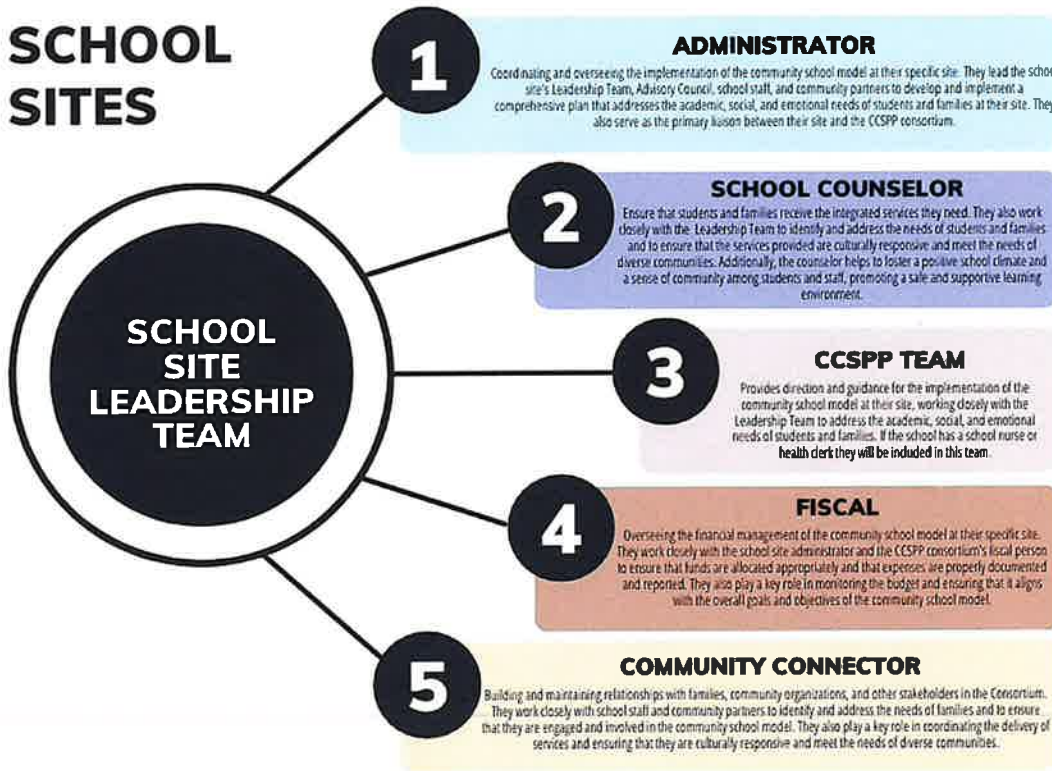 SCHOOL
SITES
SCHOOL
SITE
LEADERSHIP
TEAM
1
ADMINISTRATOR
Coordinating and overseeing the implementation of the community school model at their specific site. They lead the schoo
site's Leadership Team, Advisory Council, school staff, and community partners to develop and implement a
comprehensive plan that addresses the academic, social, and emotional needs of students and families at their site. They
also serve as the primary liaison between their site and the CCSPP consortium.
2
SCHOOL COUNSELOR
Ensure that students and families receive the integrated services they need. They also work
closely with the Leadership Team to identify and address the needs of students and families
and to ensure that the services provided are culturally responsive and meet the needs of
diverse communities. Additionally, the counselor helps to foster a positive school climate and
a sense of community among students and staff, promoting a safe and supportive learning
environment.
3
CCSPP TEAM
Provides direction and guidance for the implementation of the
community school model at their site, working closely with the
Leadership Team to address the academic, social, and emotional
needs of students and families. If the school has a school nurse or
health clerk they will be included in this team.
4
FISCAL
Overseeing the financial management of the community school model at their specific site.
They work closely with the school site administrator and the CCSPP consortium's fiscal person
to ensure that funds are allocated appropriately and that expenses are properly documented
and reported. They also play a key role in monitoring the budget and ensuring that it aligns
with the overall goals and objectives of the community school model.
5
COMMUNITY CONNECTOR
Building and maintaining relationships with families, community organizations, and other stakeholders in the Consortium.
They work closely with school staff and community partners to identify and address the needs of families and to ensure
that they are engaged and involved in the community school model. They also play a key role in coordinating the delivery of
services and ensuring that they are culturally responsive and meet the needs of diverse communities.